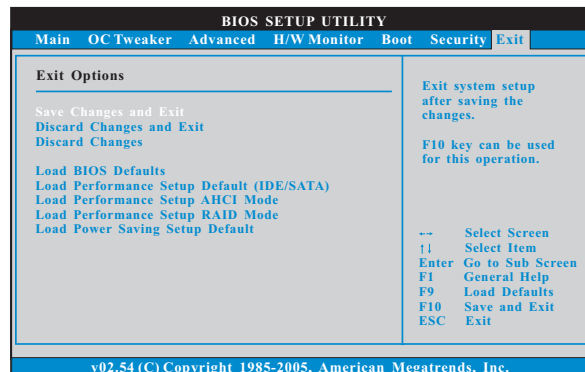 BIOS SETUP UTILITY
Main OC Tweaker Advanced H/W Monitor Boot Security Exit
Exit Options
Save Changes and Exit
Discard Changes and Exit
Discard Changes
Load BIOS Defaults
Load Performance Setup Default (IDE/SATA)
Load Performance Setup AHCI Mode
Load Performance Setup RAID Mode
Load Power Saving Setup Default
Exit system setup
after saving the
changes.
F10 key can be used
for this operation.
←→ Select Screen
↑↓ Select Item
Enter Go to Sub Screen
F1 General Help
F9 Load Defaults
F10 Save and Exit
ESC Exit
v02.54 (C) Copyright 1985-2005, American Megatrends, Inc.